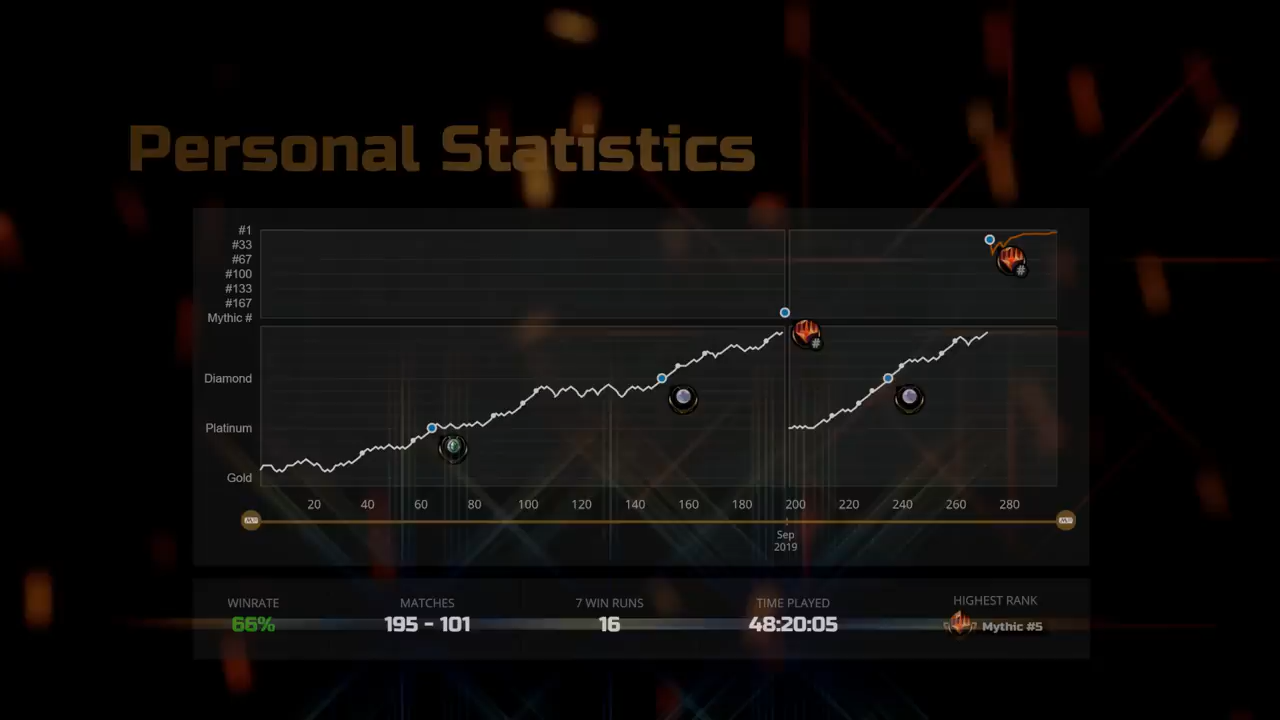 Personal Statistics
#1
#33
#67
#100
#133
#167
Mythic #
Diamond
Platinum
Gold
#
#
20 40 60 80 100 120 140 160 180 200 220 240 260 280
Sep
2019
WINRATE MATCHES 7 WIN RUNS TIME PLAYED HIGHEST RANK
66% 195 - 101 16 48:20:05 Mythic #5